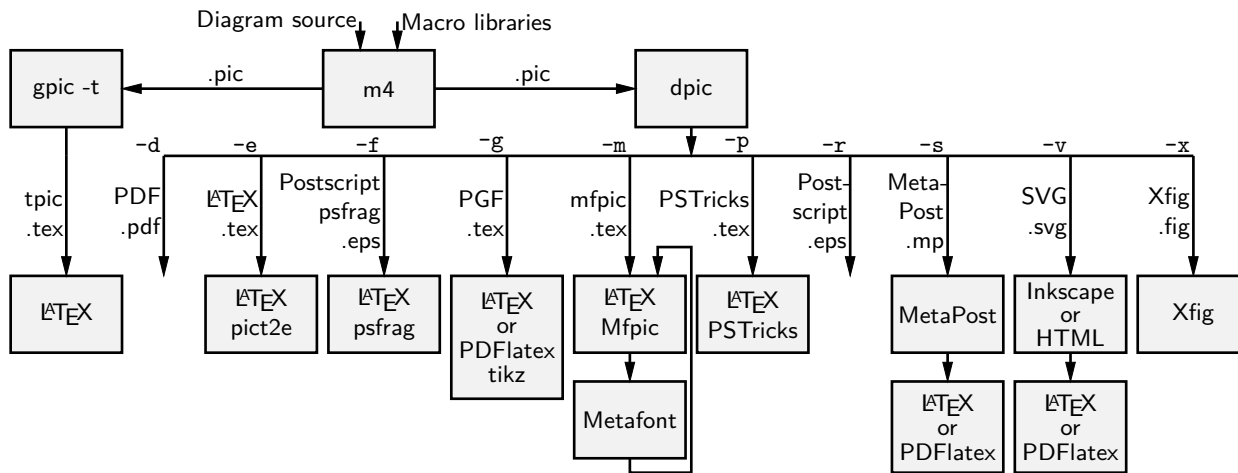 Diagram source
Macro libraries
gpic -t
.pic
m4
.pic
dpic
-d
-e
-f
-g
-m
-p
-r
-s
-v
-x
tpic
.tex
PDF
.pdf
LATEX
.tex
Postscript
psfrag
.eps
PGF
.tex
mfpic
.tex
PSTricks
.tex
Post-
script
.eps
Meta-
Post
.mp
SVG
.svg
Xfig
.fig
LATEX
LATEX
pict2e
LATEX
psfrag
LATEX
or
PDFlatex
tikz
LATEX
Mfpic
LATEX
PSTricks
MetaPost
Inkscape
or
HTML
Xfig
Metafont
LATEX
or
PDFlatex
LATEX
or
PDFlatex